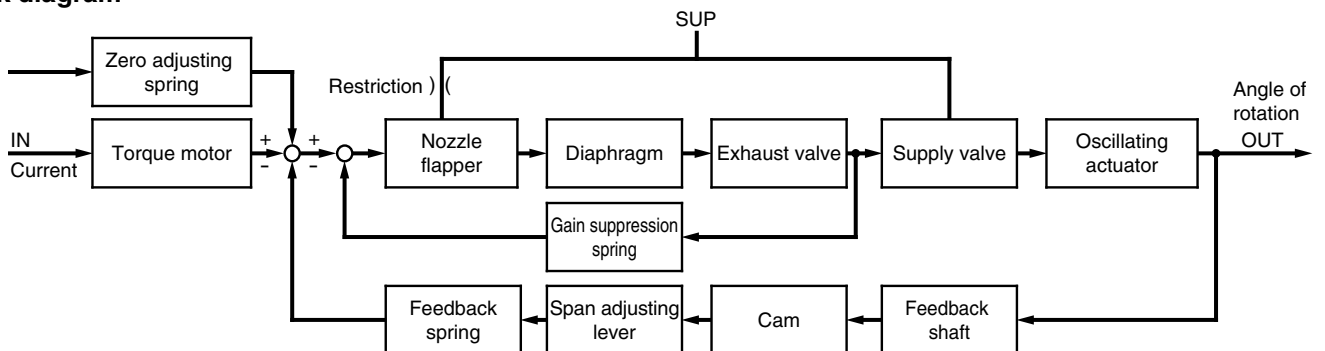 SUP
Zero adjusting
spring
Restriction ) (
Angle of
rotation
OUT
IN
Current
Torque motor
+
-
+
-
Nozzle
flapper
Diaphragm
Exhaust valve
Supply valve
Oscillating
actuator
Gain suppression
spring
Feedback
spring
Span adjusting
lever
Cam
Feedback
shaft